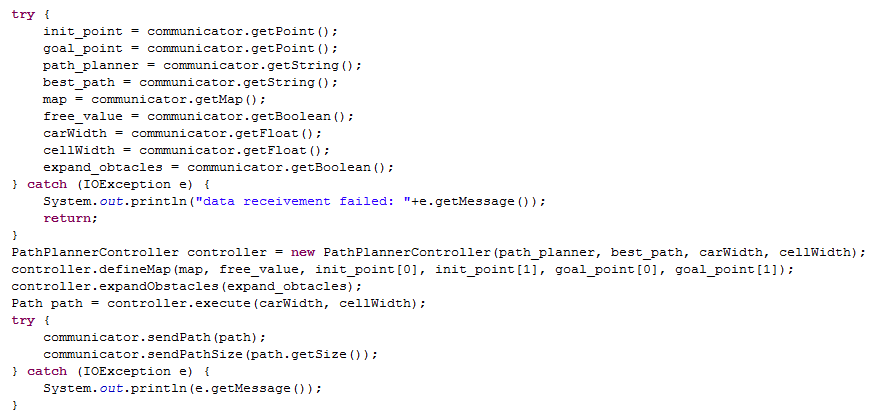 try {
    init_point = communicator.getPoint();
    goal_point = communicator.getPoint();
    path_planner = communicator.getString();
    best_path = communicator.getString();
    map = communicator.getMap();
    free_value = communicator.getBoolean();
    carWidth = communicator.getFloat();
    cellWidth = communicator.getFloat();
    expand_obtacles = communicator.getBoolean();
} catch (IOException e) {
    System.out.println("data receivement failed: "+e.getMessage());
    return;
}
PathPlannerController controller = new PathPlannerController(path_planner, best_path, carWidth, cellWidth);
controller.defineMap(map, free_value, init_point[0], init_point[1], goal_point[0], goal_point[1]);
controller.expandObstacles(expand_obtacles);
Path path = controller.execute(carWidth, cellWidth);
try {
    communicator.sendPath(path);
    communicator.sendPathSize(path.getSize());
} catch (IOException e) {
    System.out.println(e.getMessage());
}